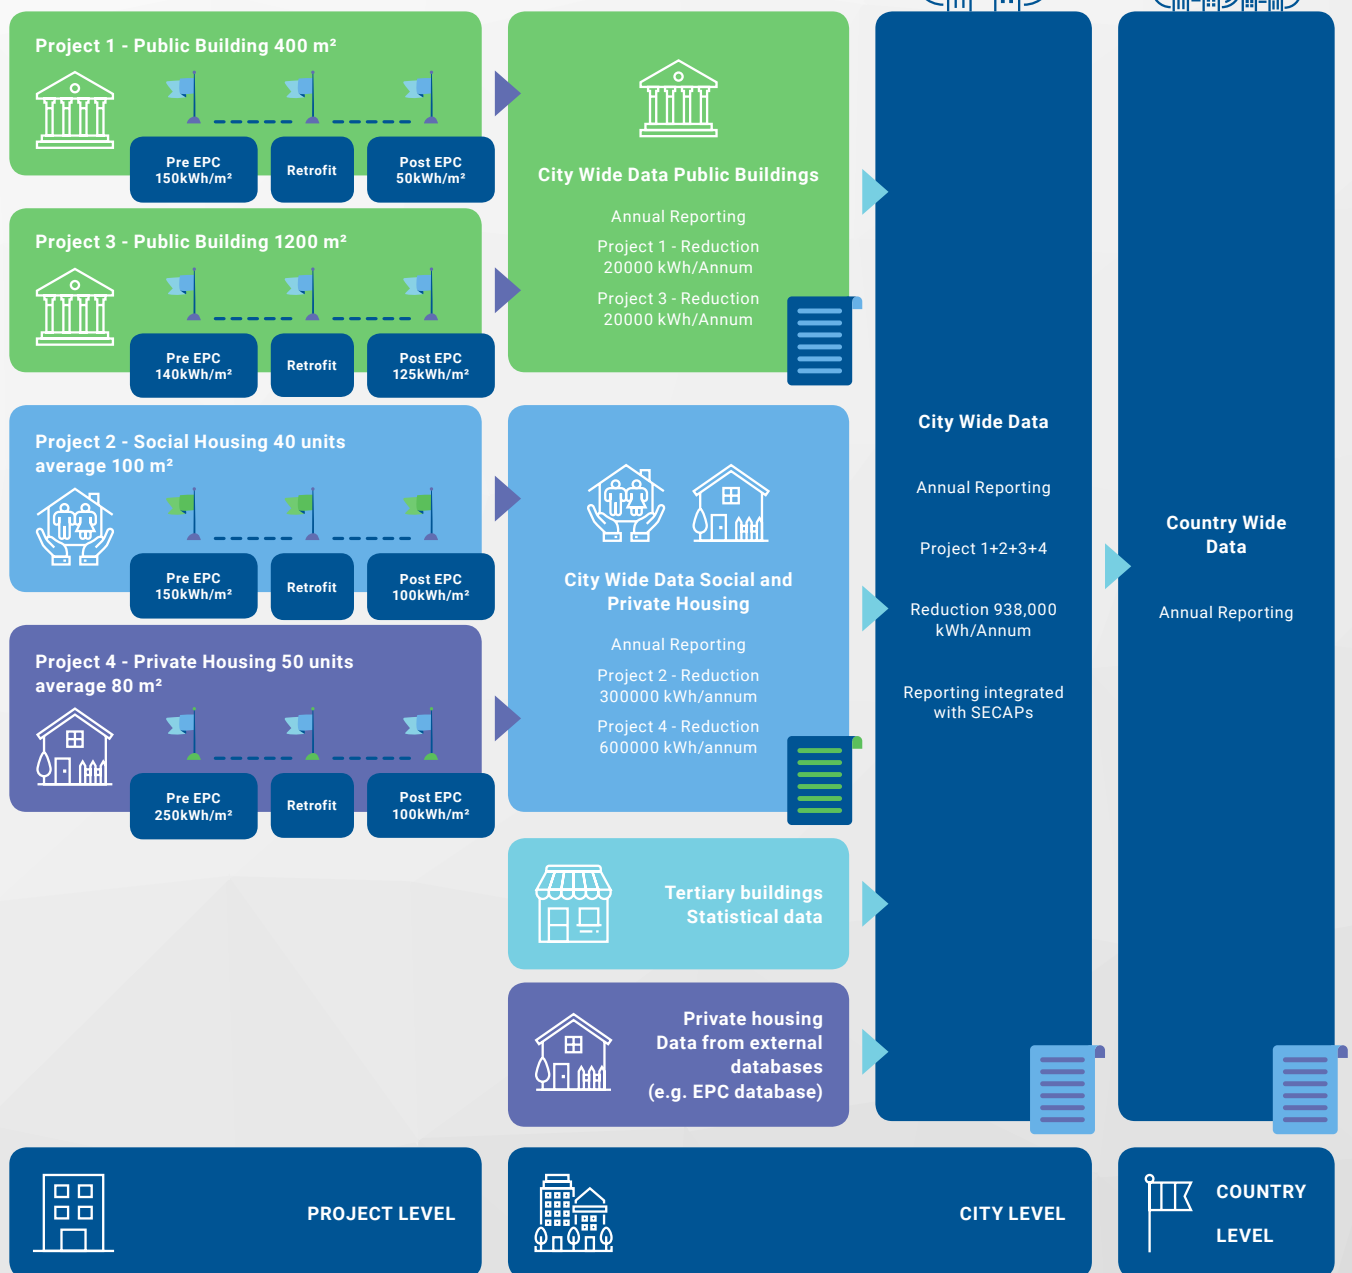 Project 1 - Public Building 400 m²
Pre EPC
150kWh/m²
Retrofit
Post EPC
50kWh/m²
Project 3 - Public Building 1200 m²
Pre EPC
140kWh/m²
Retrofit
Post EPC
125kWh/m²
Project 2 - Social Housing 40 units
average 100 m²
Pre EPC
150kWh/m²
Retrofit
Post EPC
100kWh/m²
Project 4 - Private Housing 50 units
average 80 m²
Pre EPC
250kWh/m²
Retrofit
Post EPC
100kWh/m²
City Wide Data Public Buildings
Annual Reporting
Project 1 - Reduction
20000 kWh/Annum
Project 3 - Reduction
20000 kWh/Annum
City Wide Data Social and
Private Housing
Annual Reporting
Project 2 - Reduction
300000 kWh/annum
Project 4 - Reduction
600000 kWh/annum
Tertiary buildings
Statistical data
Private housing
Data from external
databases
(e.g. EPC database)
City Wide Data
Annual Reporting
Project 1+2+3+4
Reduction 938,000
kWh/Annum
Reporting integrated
with SECAPs
Country Wide
Data
Annual Reporting
PROJECT LEVEL
CITY LEVEL
COUNTRY
LEVEL